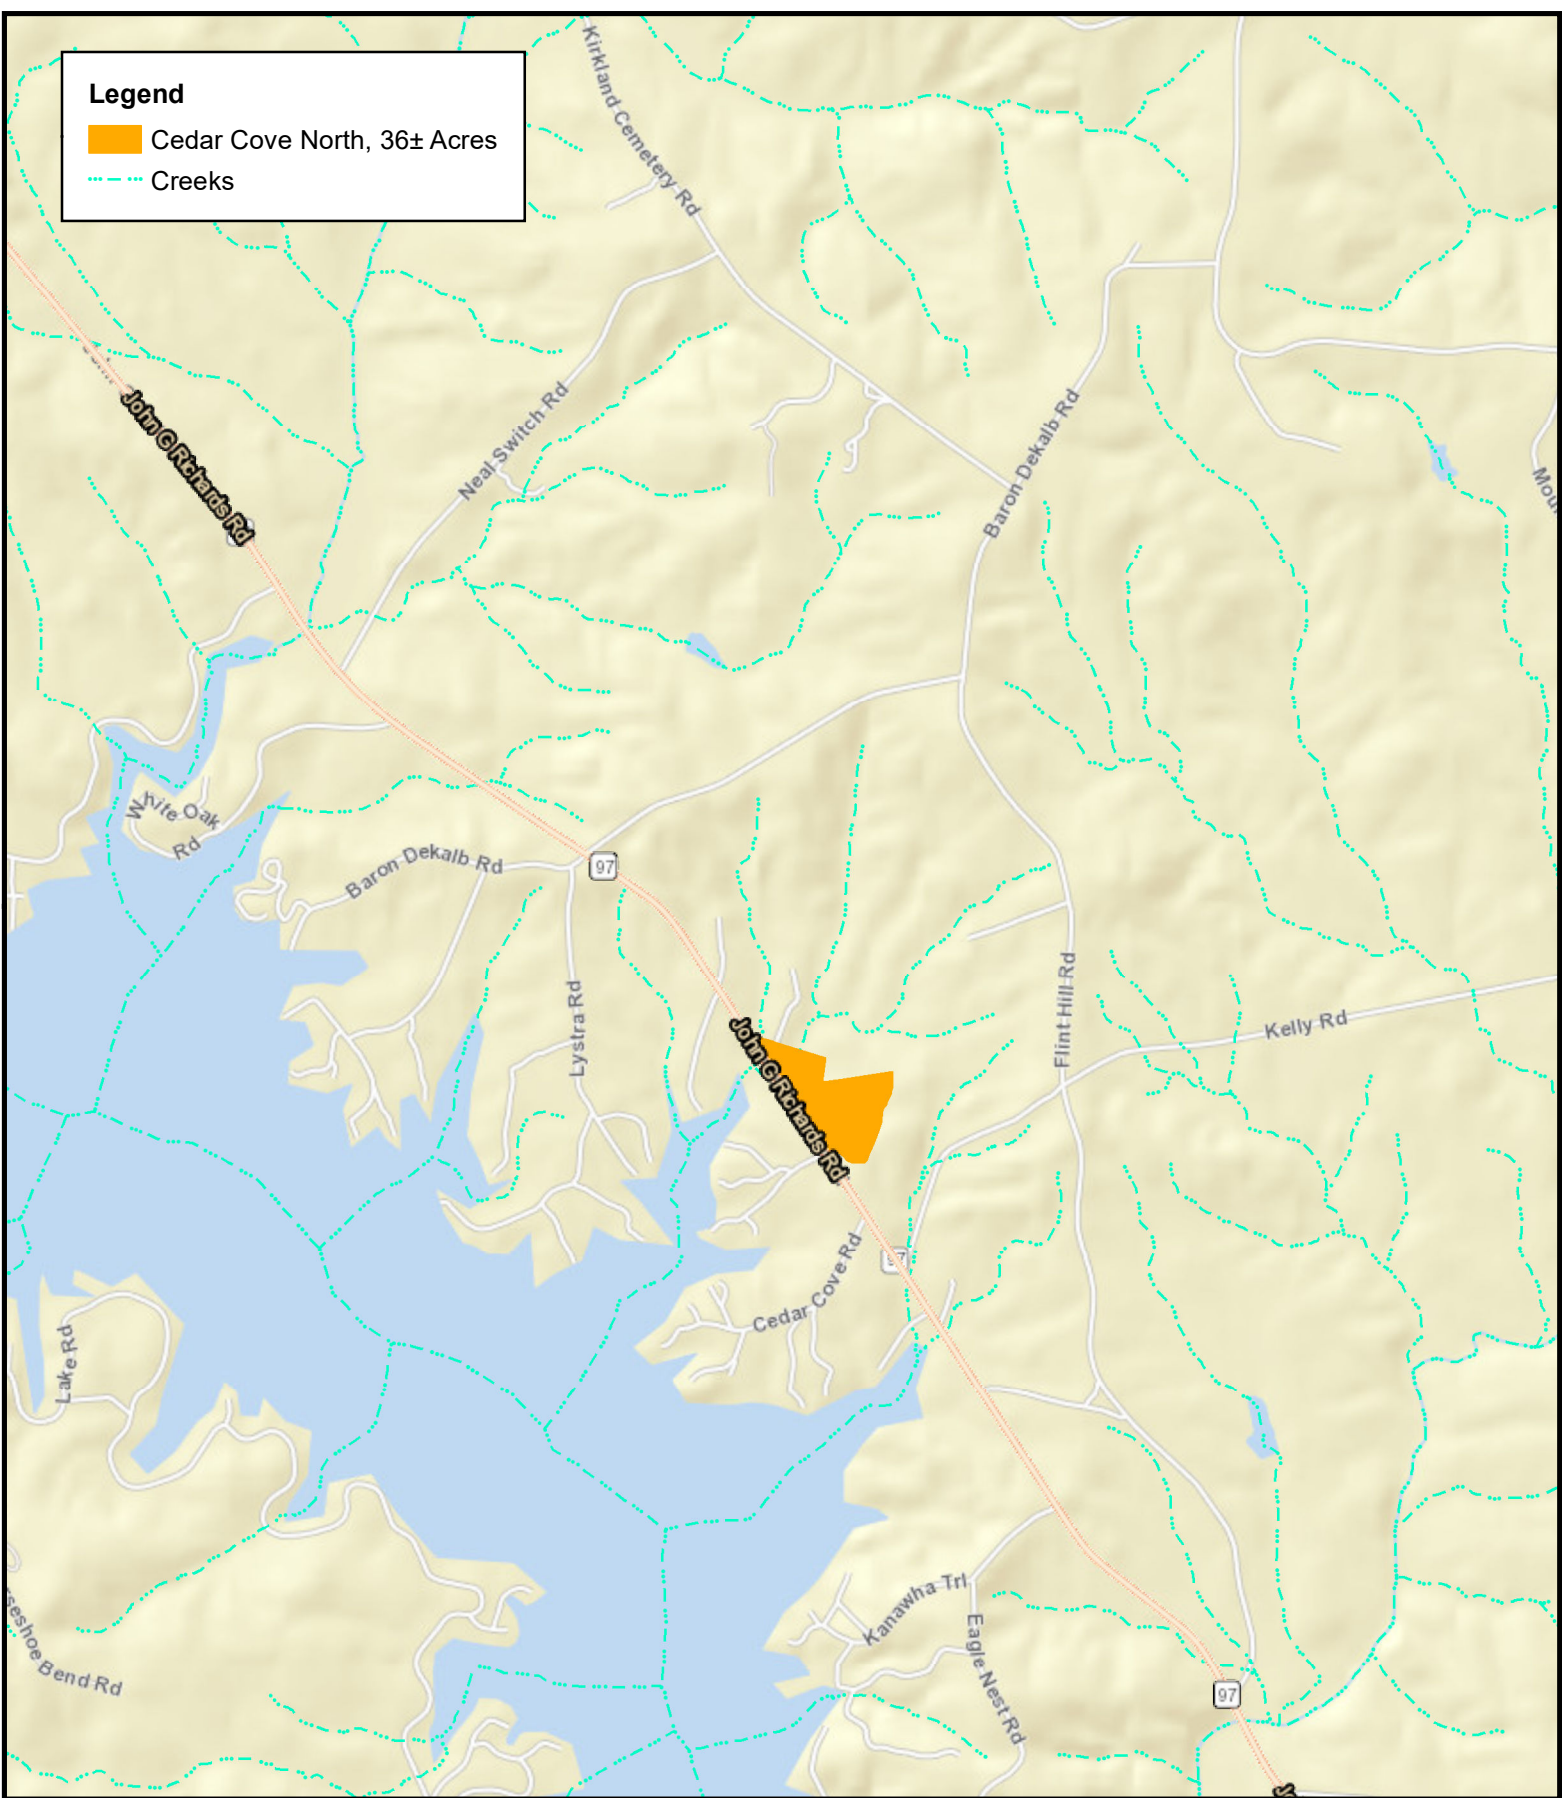 Legend
Cedar Cove North, 36± Acres
Creeks
Kirkland Cemetery Rd
John G Richards Rd
Neal Switch Rd
Baron Dekalb Rd
White Oak
Rd
Baron Dekalb Rd
97
Lystra Rd
Flint Hill Rd
Kelly Rd
John G Richards Rd
Cedar Cove Rd
97
Lake Rd
Kanawha Trl
Eagle Nest Rd
Bend Rd
97